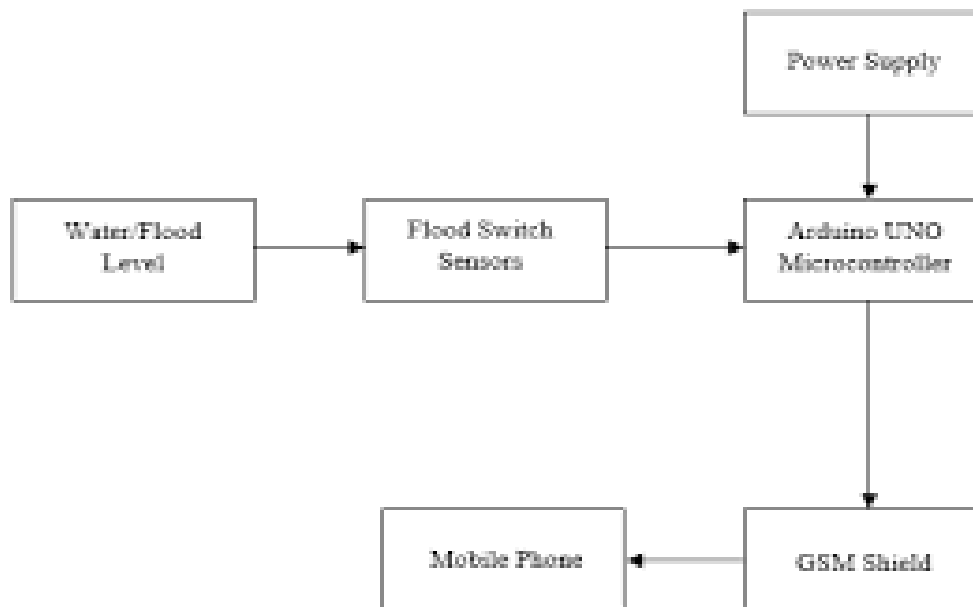 Power Supply
Water/Flood
Level
Flood Switch
Sensors
Arduino UNO
Microcontroller
Mobile Phone
GSM Shield